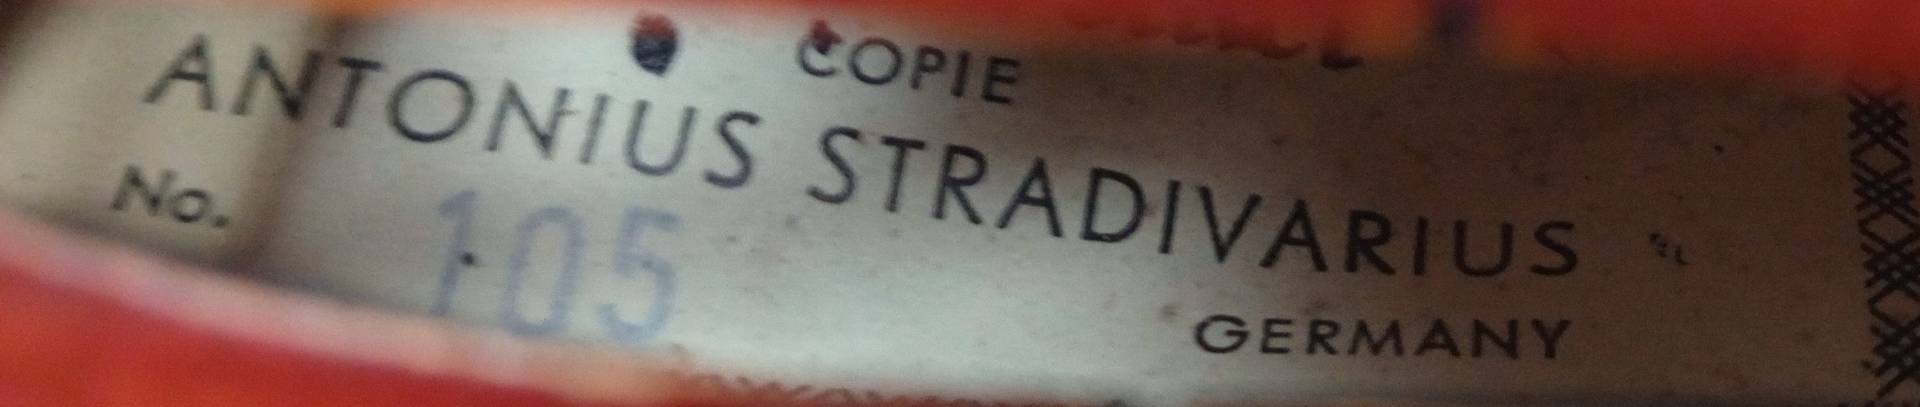 COPIE
ANTONIUS STRADIVARIUS
No. 105
GERMANY